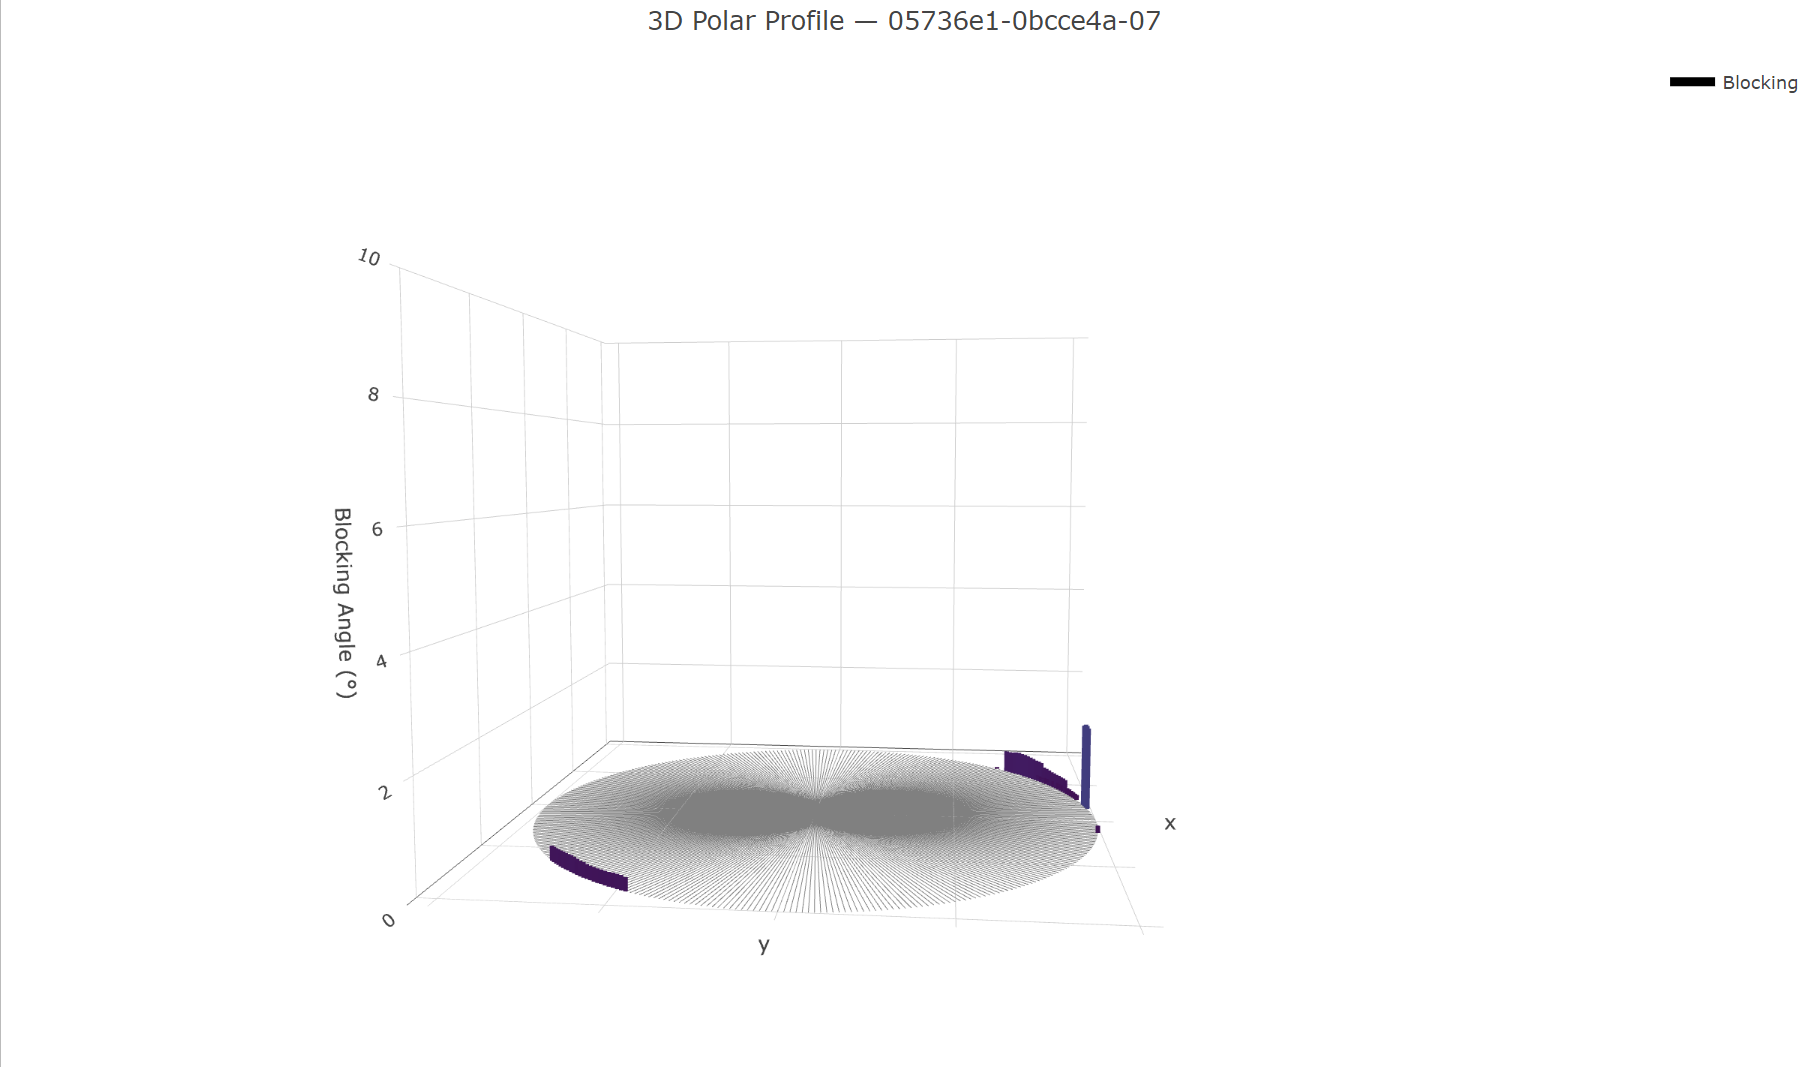 3D Polar Profile — 05736e1-0bcce4a-07
Blocking
10
8
6
4
2
0
Blocking Angle (°)
x
y